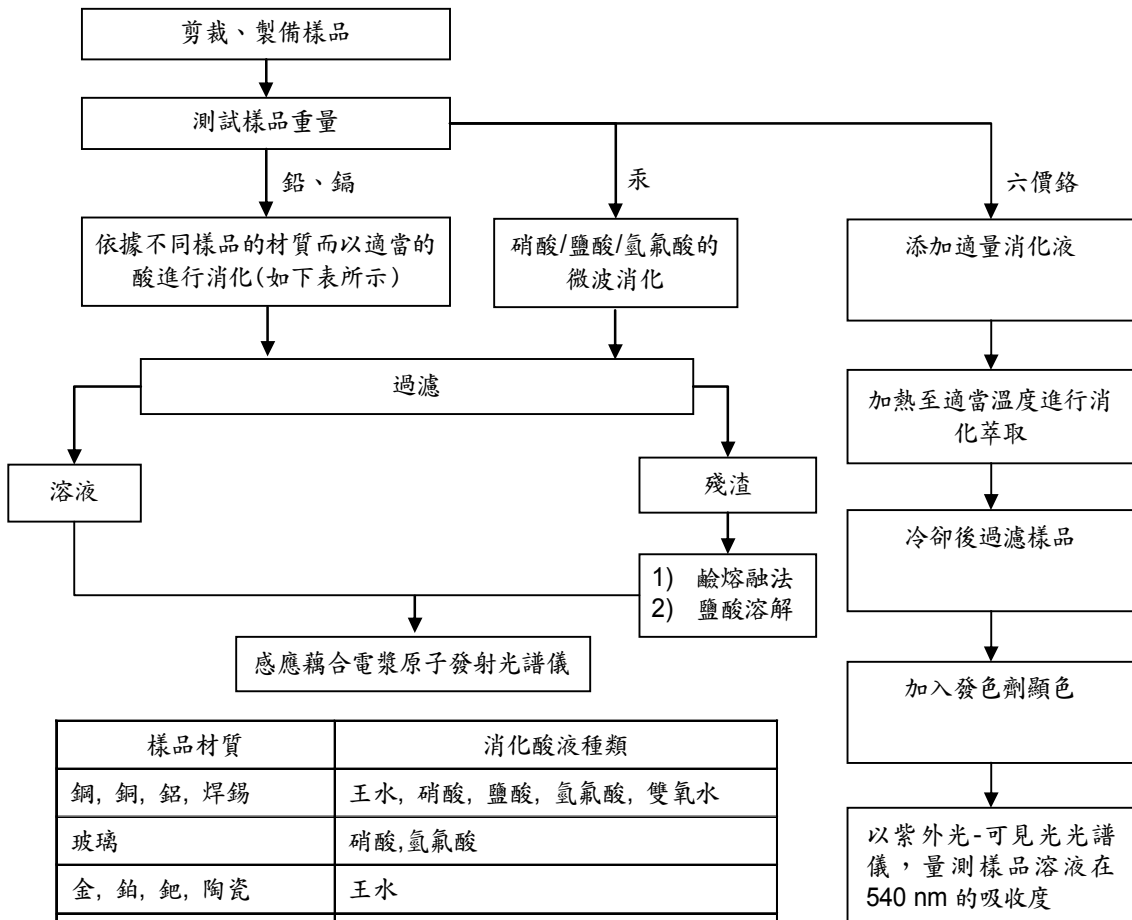 剪裁、製備樣品
測試樣品重量
鉛、鎘
汞
六價鉻
依據不同樣品的材質而以適當的
酸進行消化(如下表所示)
硝酸/鹽酸/氫氟酸的
微波消化
添加適量消化液
過濾
加熱至適當溫度進行消
化萃取
溶液
殘渣
冷卻後過濾樣品
1) 鹼熔融法
2) 鹽酸溶解
感應藕合電漿原子發射光譜儀
加入發色劑顯色
樣品材質 消化酸液種類
鋼, 銅, 鋁, 焊錫 王水, 硝酸, 鹽酸, 氫氟酸, 雙氧水
玻璃 硝酸,氫氟酸
金, 鉑, 鈀, 陶瓷 王水
以紫外光-可見光光譜
儀，量測樣品溶液在
540 nm 的吸收度